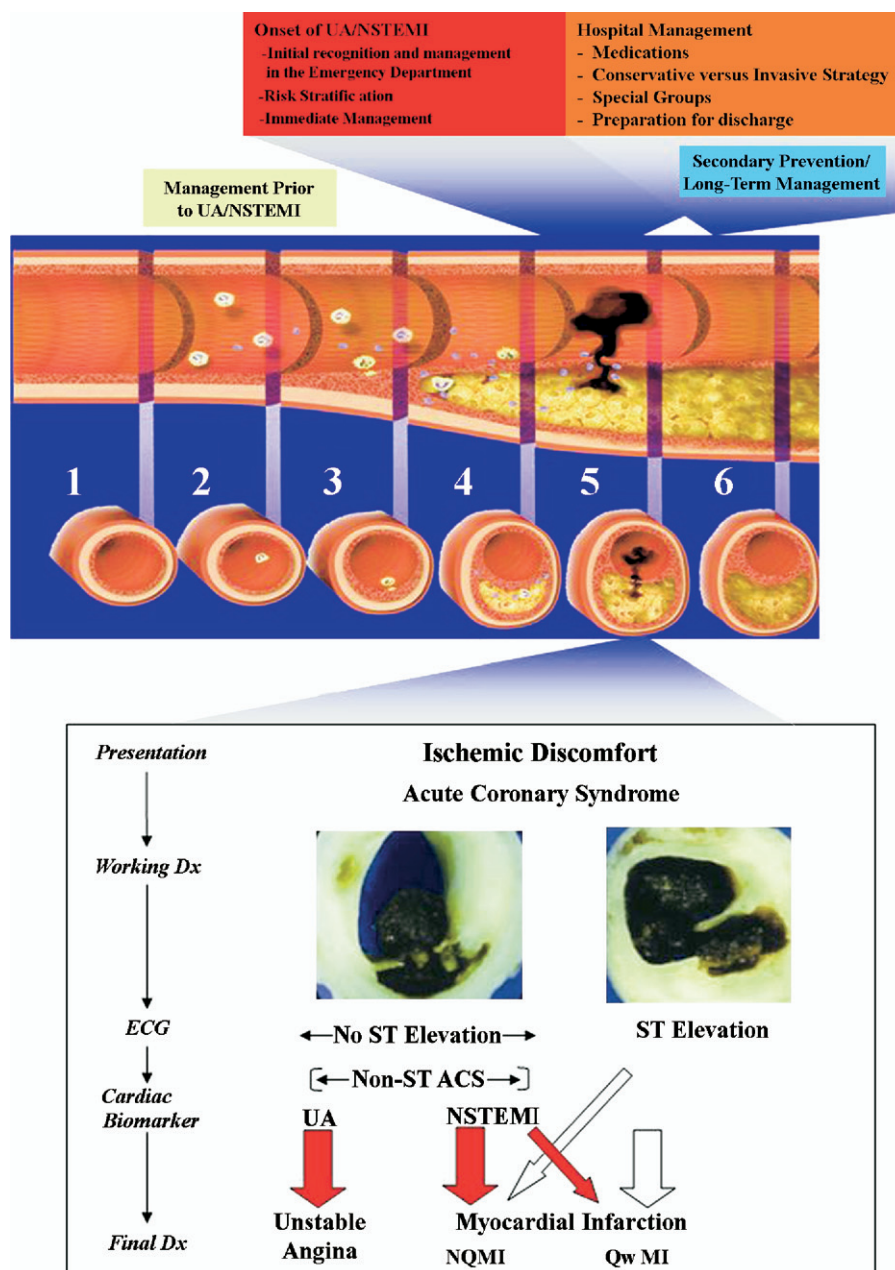 Onset of UA/NSTEMI
-Initial recognition and management
in the Emergency Department
-Risk Stratific ation
-Immediate Management
Hospital Management
- Medications
- Conservative versus Invasive Strategy
- Special Groups
- Preparation for discharge
Secondary Prevention/
Long-Term Management
Management Prior
to UA/NSTEMI
1
2
3
4
5
6
Presentation
Ischemic Discomfort
Acute Coronary Syndrome
Working Dx
ECG
No ST Elevation
ST Elevation
Non-ST ACS
Cardiac
Biomarker
UA
NSTEMI
Final Dx
Unstable
Angina
Myocardial Infarction
NQMI
Qw MI